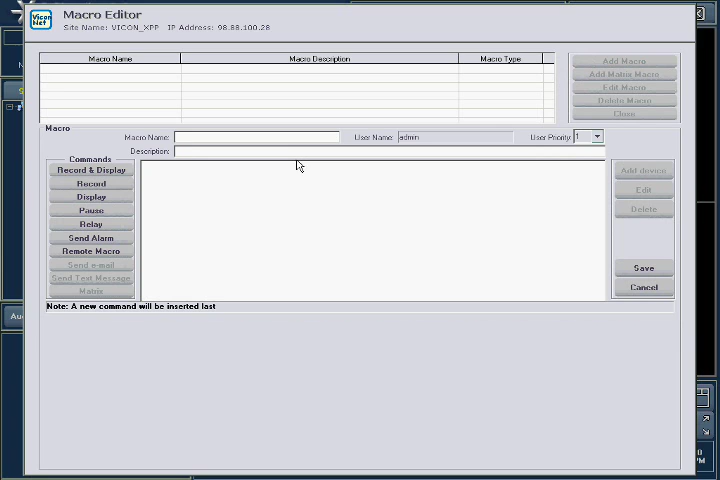 Vicon Net
Macro Editor
Site Name: VICON_XPP IP Address: 98.88.100.28
Macro Name Macro Description Macro Type
Add Macro
Add Matrix Macro
Edit Macro
Delete Macro
Close
Macro
Macro Name: User Name: admin User Priority: 1
Description:
Commands
Record & Display
Record
Display
Pause
Relay
Send Alarm
Remote Macro
Send e-mail
Send Text Message
Matrix
Add device
Edit
Delete
Save
Cancel
Note: A new command will be inserted last